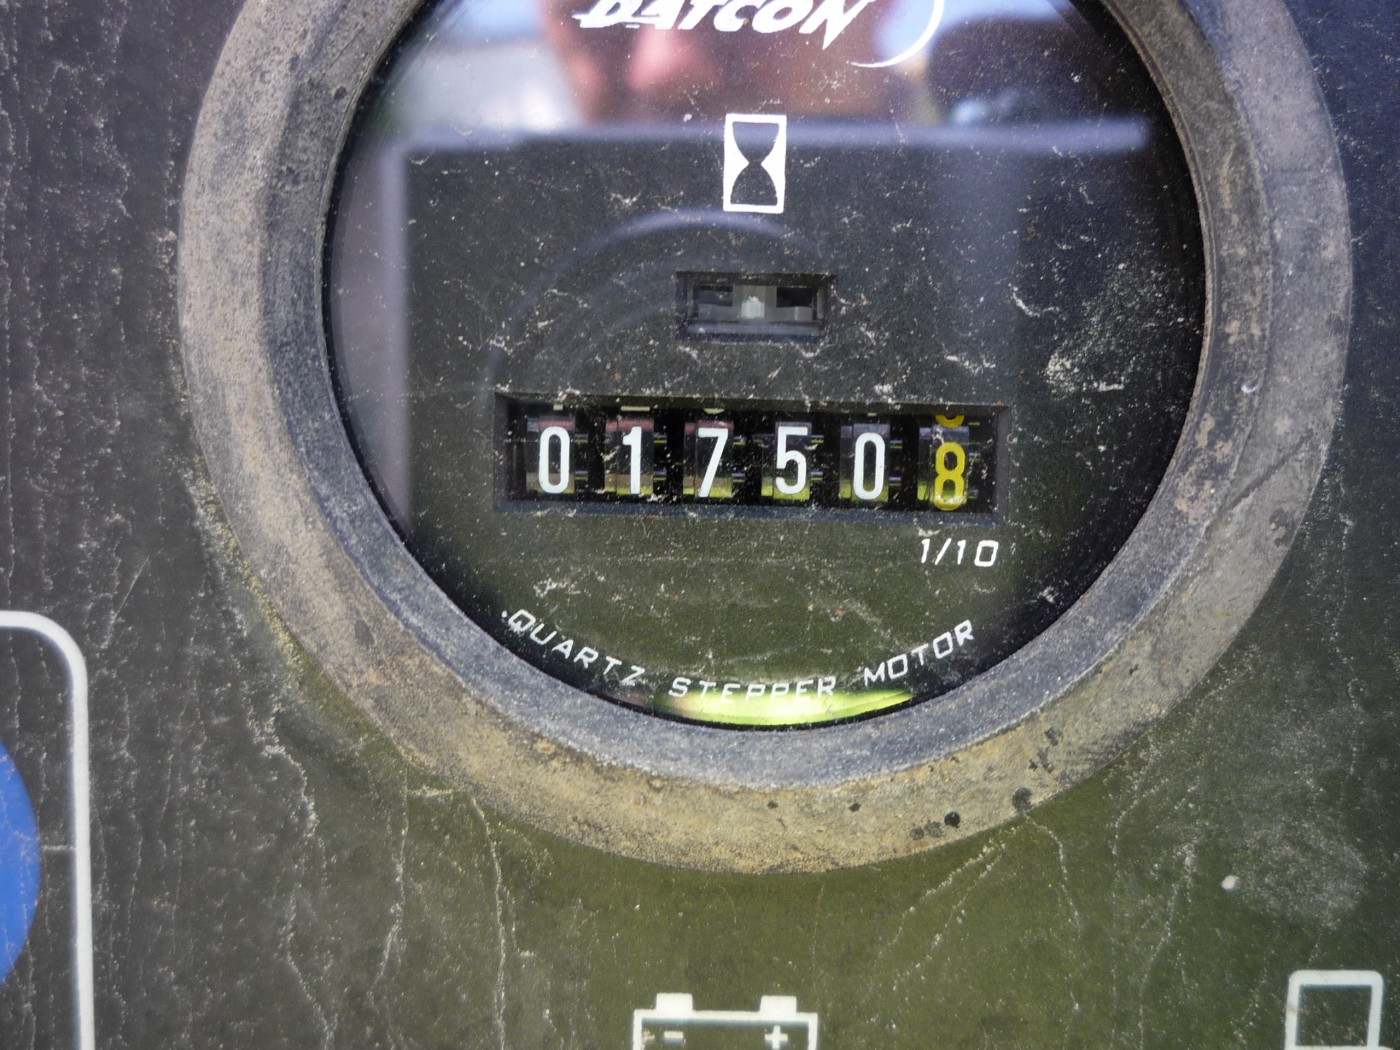 DATCON
017508
1/10
QUARTZ STEPPER MOTOR
- +